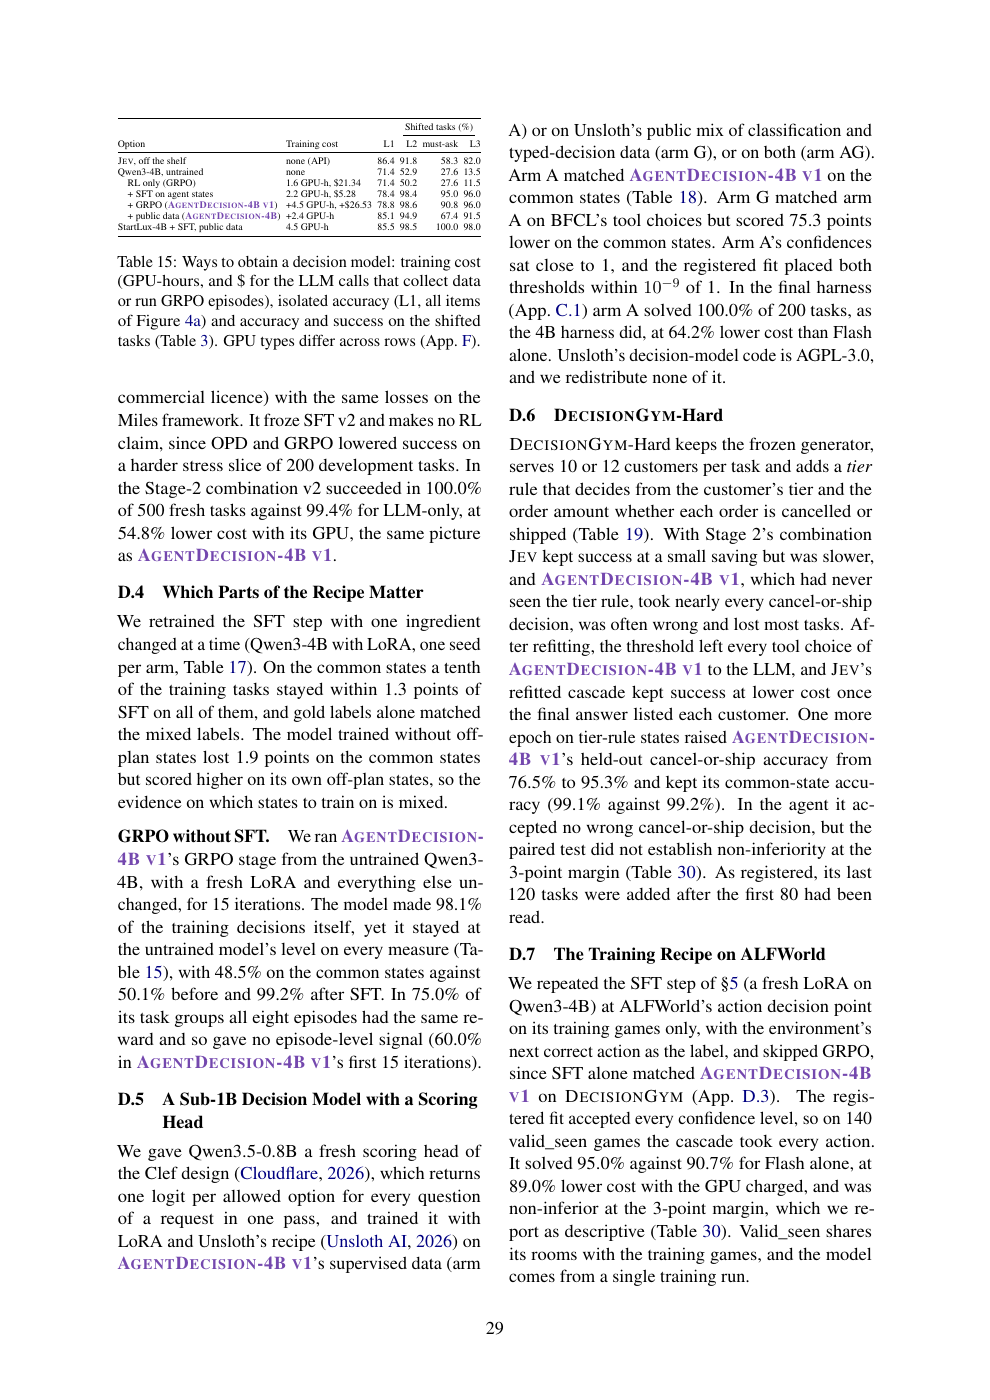 Shifted tasks (%)
Option Training cost L1 L2 must-ask L3
JEV, off the shelf none (API) 86.4 91.8 58.3 82.0
Qwen3-4B, untrained none 71.4 52.9 27.6 13.5
RL only (GRPO) 1.6 GPU-h, $21.34 71.4 50.2 27.6 11.5
+ SFT on agent states 2.2 GPU-h, $5.28 78.4 98.4 95.0 96.0
+ GRPO (AGENTDECISION-4B V1) +4.5 GPU-h, +$26.53 78.8 98.6 90.8 96.0
+ public data (AGENTDECISION-4B) +2.4 GPU-h 85.1 94.9 67.4 91.5
StartLux-4B + SFT, public data 4.5 GPU-h 85.5 98.5 100.0 98.0
Table 15: Ways to obtain a decision model: training cost
(GPU-hours, and $ for the LLM calls that collect data
or run GRPO episodes), isolated accuracy (L1, all items
of Figure 4a) and accuracy and success on the shifted
tasks (Table 3). GPU types differ across rows (App. F).
commercial licence) with the same losses on the
Miles framework. It froze SFT v2 and makes no RL
claim, since OPD and GRPO lowered success on
a harder stress slice of 200 development tasks. In
the Stage-2 combination v2 succeeded in 100.0%
of 500 fresh tasks against 99.4% for LLM-only, at
54.8% lower cost with its GPU, the same picture
as AGENTDECISION-4B V1.
D.4 Which Parts of the Recipe Matter
We retrained the SFT step with one ingredient
changed at a time (Qwen3-4B with LoRA, one seed
per arm, Table 17). On the common states a tenth
of the training tasks stayed within 1.3 points of
SFT on all of them, and gold labels alone matched
the mixed labels. The model trained without off-
plan states lost 1.9 points on the common states
but scored higher on its own off-plan states, so the
evidence on which states to train on is mixed.
GRPO without SFT. We ran AGENTDECISION-
4B V1's GRPO stage from the untrained Qwen3-
4B, with a fresh LoRA and everything else un-
changed, for 15 iterations. The model made 98.1%
of the training decisions itself, yet it stayed at
the untrained model's level on every measure (Ta-
ble 15), with 48.5% on the common states against
50.1% before and 99.2% after SFT. In 75.0% of
its task groups all eight episodes had the same re-
ward and so gave no episode-level signal (60.0%
in AGENTDECISION-4B V1's first 15 iterations).
D.5 A Sub-1B Decision Model with a Scoring
Head
We gave Qwen3.5-0.8B a fresh scoring head of
the Clef design (Cloudflare, 2026), which returns
one logit per allowed option for every question
of a request in one pass, and trained it with
LoRA and Unsloth's recipe (Unsloth AI, 2026) on
AGENTDECISION-4B V1's supervised data (arm
A) or on Unsloth's public mix of classification and
typed-decision data (arm G), or on both (arm AG).
Arm A matched AGENTDECISION-4B V1 on the
common states (Table 18). Arm G matched arm
A on BFCL's tool choices but scored 75.3 points
lower on the common states. Arm A's confidences
sat close to 1, and the registered fit placed both
thresholds within 10⁻⁹ of 1. In the final harness
(App. C.1) arm A solved 100.0% of 200 tasks, as
the 4B harness did, at 64.2% lower cost than Flash
alone. Unsloth's decision-model code is AGPL-3.0,
and we redistribute none of it.
D.6 DECISIONGYM-Hard
DECISIONGYM-Hard keeps the frozen generator,
serves 10 or 12 customers per task and adds a tier
rule that decides from the customer's tier and the
order amount whether each order is cancelled or
shipped (Table 19). With Stage 2's combination
JEV kept success at a small saving but was slower,
and AGENTDECISION-4B V1, which had never
seen the tier rule, took nearly every cancel-or-ship
decision, was often wrong and lost most tasks. Af-
ter refitting, the threshold left every tool choice of
AGENTDECISION-4B V1 to the LLM, and JEV's
refitted cascade kept success at lower cost once
the final answer listed each customer. One more
epoch on tier-rule states raised AGENTDECISION-
4B V1's held-out cancel-or-ship accuracy from
76.5% to 95.3% and kept its common-state accu-
racy (99.1% against 99.2%). In the agent it ac-
cepted no wrong cancel-or-ship decision, but the
paired test did not establish non-inferiority at the
3-point margin (Table 30). As registered, its last
120 tasks were added after the first 80 had been
read.
D.7 The Training Recipe on ALFWorld
We repeated the SFT step of §5 (a fresh LoRA on
Qwen3-4B) at ALFWorld's action decision point
on its training games only, with the environment's
next correct action as the label, and skipped GRPO,
since SFT alone matched AGENTDECISION-4B
V1 on DECISIONGYM (App. D.3). The regis-
tered fit accepted every confidence level, so on 140
valid_seen games the cascade took every action.
It solved 95.0% against 90.7% for Flash alone, at
89.0% lower cost with the GPU charged, and was
non-inferior at the 3-point margin, which we re-
port as descriptive (Table 30). Valid_seen shares
its rooms with the training games, and the model
comes from a single training run.
29